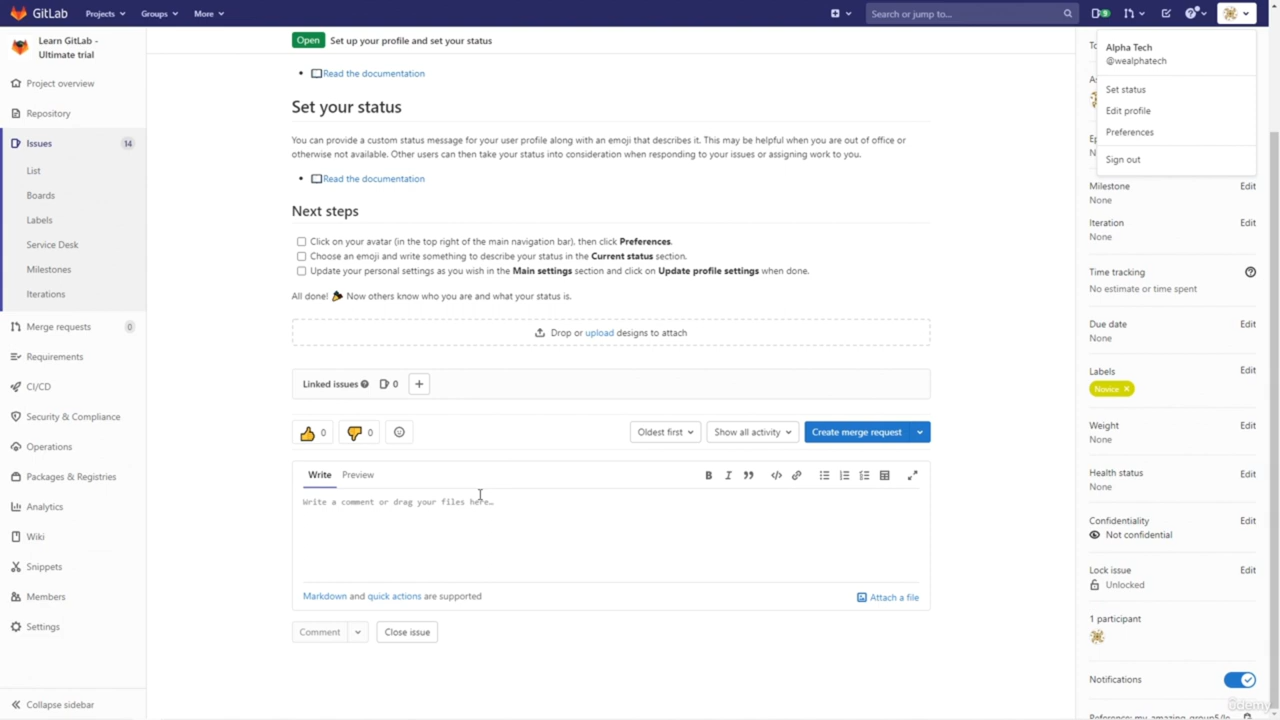 GitLab
Projects
Groups
More
Search or jump to...
Learn GitLab -
Ultimate trial
Project overview
Repository
Issues 14
List
Boards
Labels
Service Desk
Milestones
Iterations
Merge requests 0
Requirements
CI/CD
Security & Compliance
Operations
Packages & Registries
Analytics
Wiki
Snippets
Members
Settings
Collapse sidebar
Open Set up your profile and set your status
Read the documentation
Set your status
You can provide a custom status message for your user profile along with an emoji that describes it. This may be helpful when you are out of office or
otherwise not available. Other users can then take your status into consideration when responding to your issues or assigning work to you.
Read the documentation
Next steps
Click on your avatar (in the top right of the main navigation bar), then click Preferences.
Choose an emoji and write something to describe your status in the Current status section.
Update your personal settings as you wish in the Main settings section and click on Update profile settings when done.
All done! Now others know who you are and what your status is.
Drop or upload designs to attach
Linked issues 0
0 0
Oldest first
Show all activity
Create merge request
Write Preview
Write a comment or drag your files here…
Markdown and quick actions are supported
Attach a file
Comment
Close issue
Alpha Tech
@wealphatech
Set status
Edit profile
Preferences
Sign out
Milestone Edit
None
Iteration Edit
None
Time tracking
No estimate or time spent
Due date Edit
None
Labels Edit
Novice
Weight Edit
None
Health status Edit
None
Confidentiality Edit
Not confidential
Lock issue Edit
Unlocked
1 participant
Notifications
ûdemy